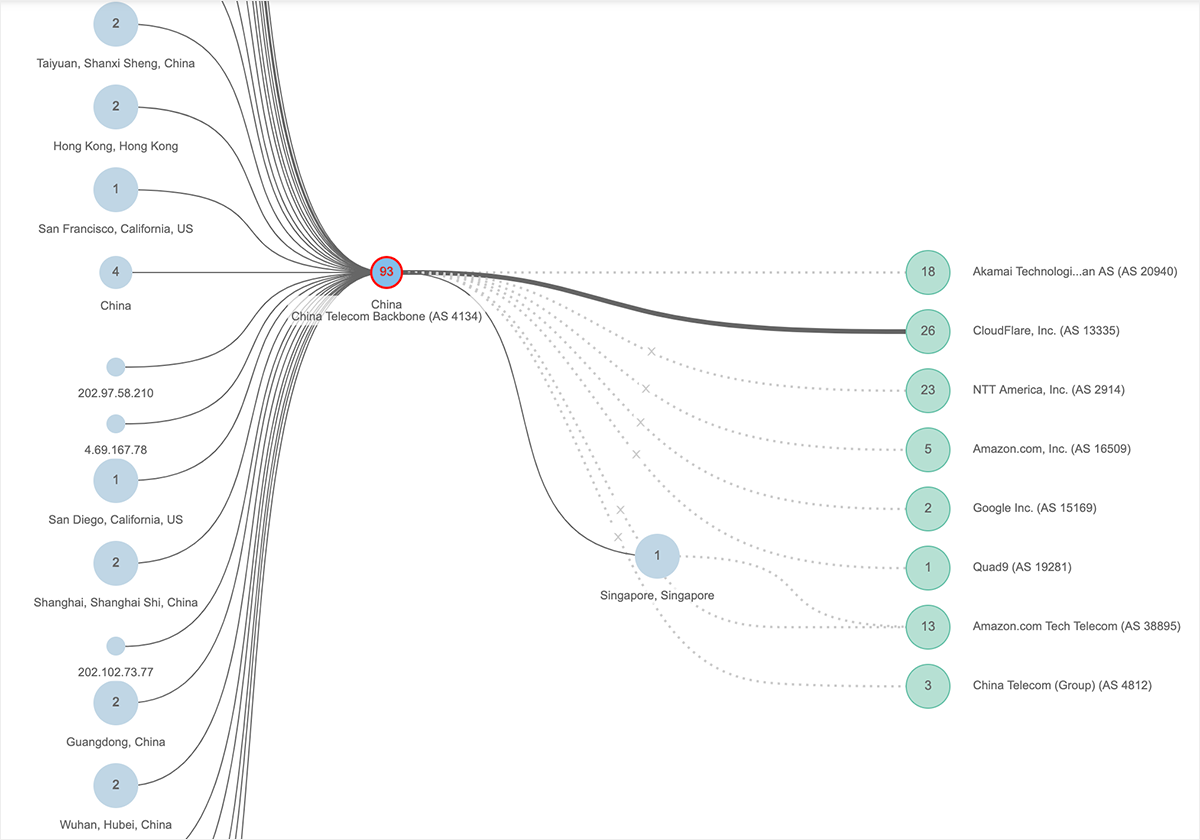 2
Taiyuan, Shanxi Sheng, China
2
Hong Kong, Hong Kong
1
San Francisco, California, US
4
China
202.97.58.210
4.69.167.78
1
San Diego, California, US
2
Shanghai, Shanghai Shi, China
202.102.73.77
2
Guangdong, China
2
Wuhan, Hubei, China
93
China
China Telecom Backbone (AS 4134)
1
Singapore, Singapore
18 Akamai Technologi...an AS (AS 20940)
26 CloudFlare, Inc. (AS 13335)
23 NTT America, Inc. (AS 2914)
5 Amazon.com, Inc. (AS 16509)
2 Google Inc. (AS 15169)
1 Quad9 (AS 19281)
13 Amazon.com Tech Telecom (AS 38895)
3 China Telecom (Group) (AS 4812)